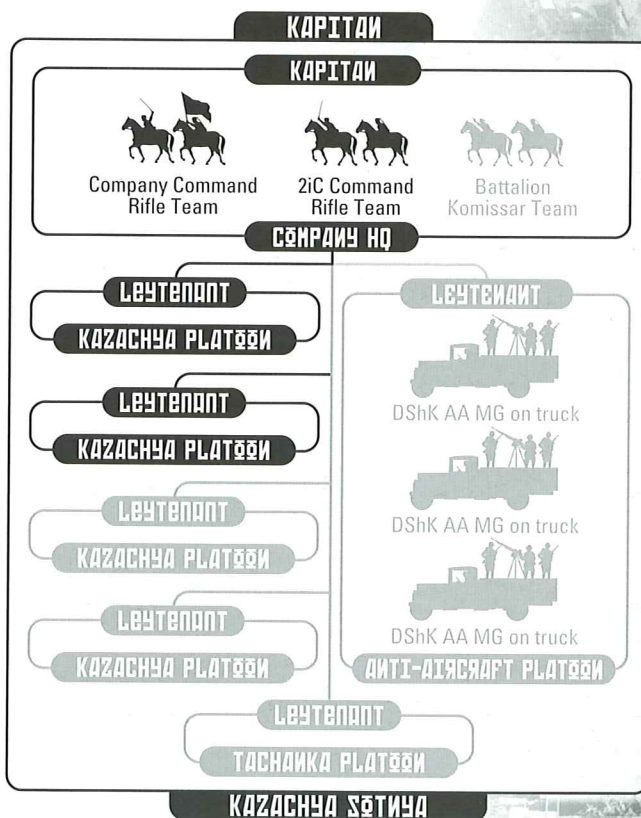 KAPITAN
KAPITAN
Company Command
Rifle Team
2iC Command
Rifle Team
Battalion
Komissar Team
COMPANY HQ
LEYTENANT
KAZACHYA PLATOON
LEYTENANT
KAZACHYA PLATOON
LEYTENANT
KAZACHYA PLATOON
LEYTENANT
KAZACHYA PLATOON
LEYTENANT
DShK AA MG on truck
DShK AA MG on truck
DShK AA MG on truck
ANTI-AIRCRAFT PLATOON
LEYTENANT
TACHANKA PLATOON
KAZACHYA SOTNYA